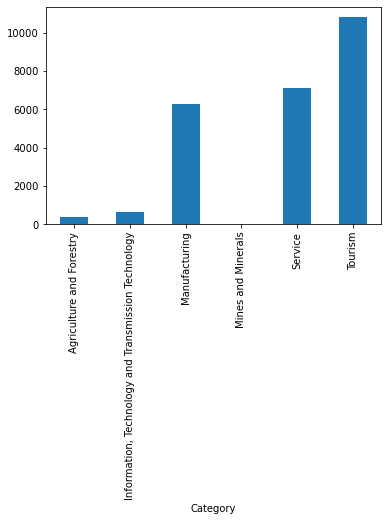 10000
8000
6000
4000
2000
0
Agriculture and Forestry
Information, Technology and Transmission Technology
Manufacturing
Mines and Minerals
Service
Tourism
Category